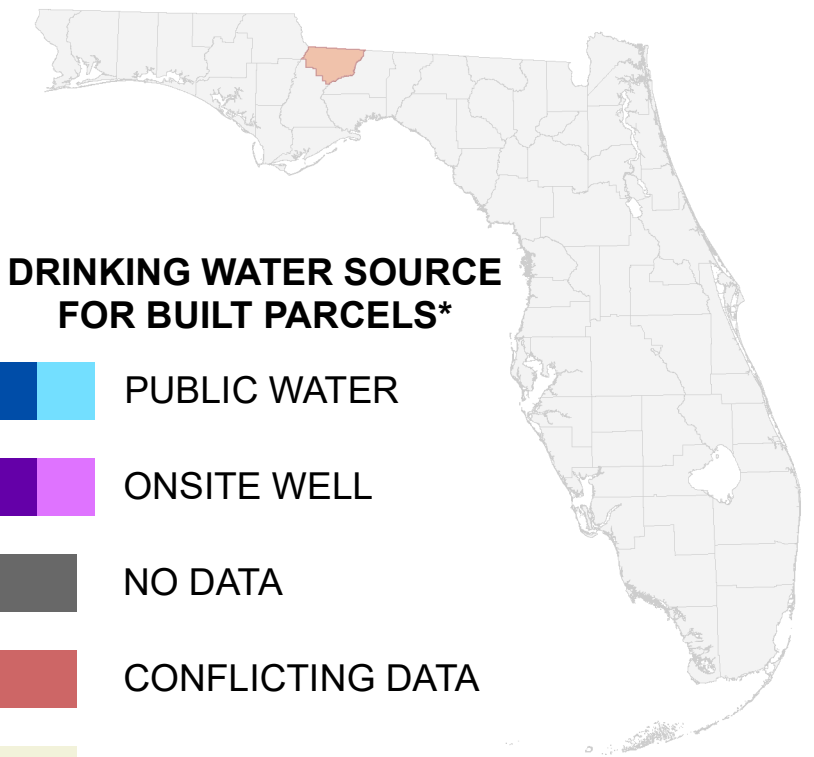 DRINKING WATER SOURCE
FOR BUILT PARCELS*
PUBLIC WATER
ONSITE WELL
NO DATA
CONFLICTING DATA